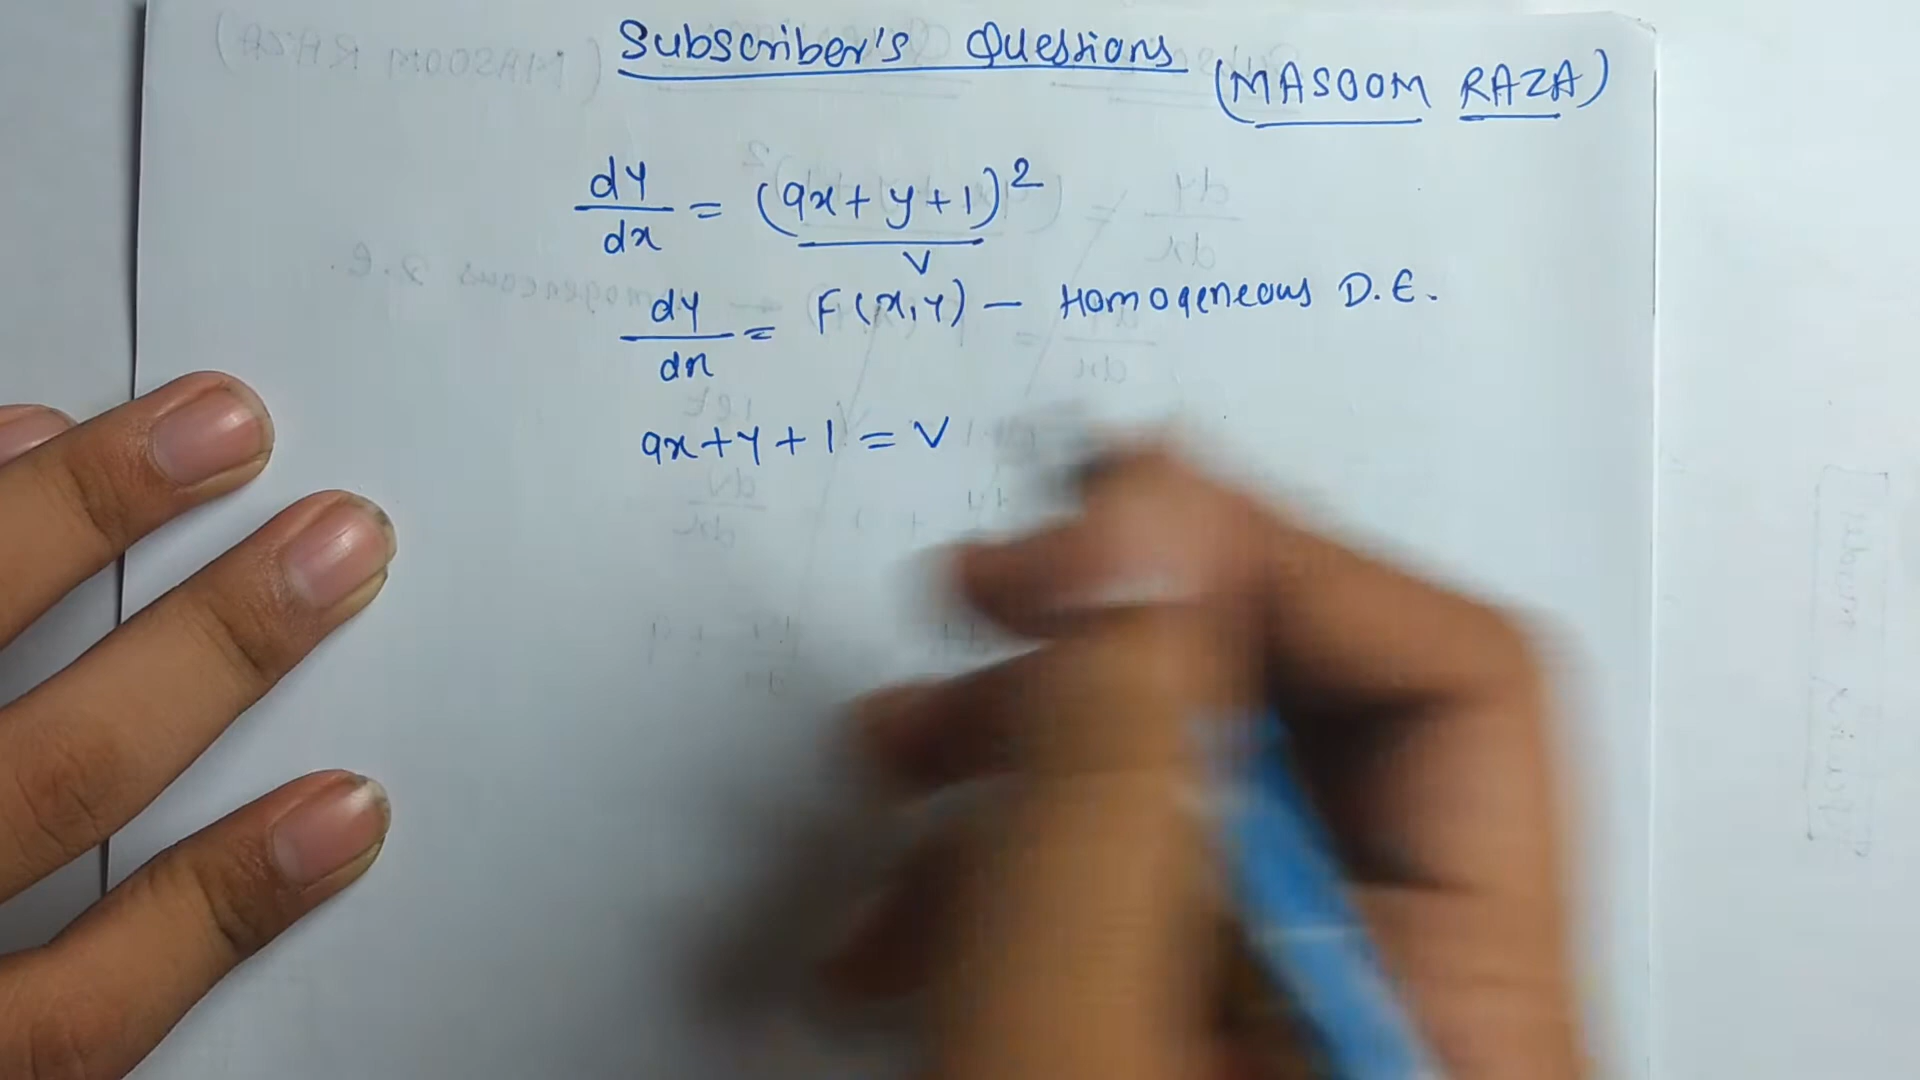 Subscriber's Questions (MASOOM RAZA)
dy/dx = (9x + y + 1)²
v
dy/dx = F(x,y) — Homogeneous D.E.
9x + y + 1 = v